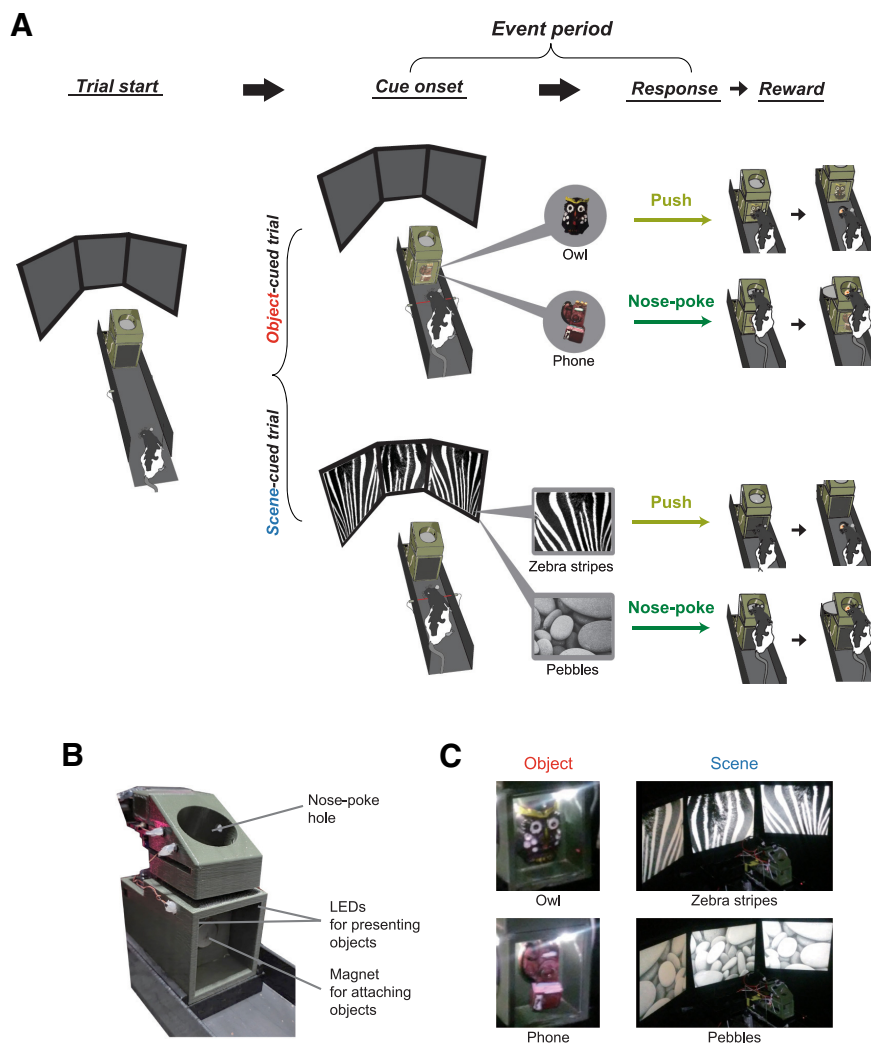 A
Event period
Trial start
Cue onset
Response
Reward
Object-cued trial
Owl
Push
Phone
Nose-poke
Scene-cued trial
Zebra stripes
Push
Pebbles
Nose-poke
B
Nose-poke
hole
LEDs
for presenting
objects
Magnet
for attaching
objects
C
Object
Scene
Owl
Zebra stripes
Phone
Pebbles